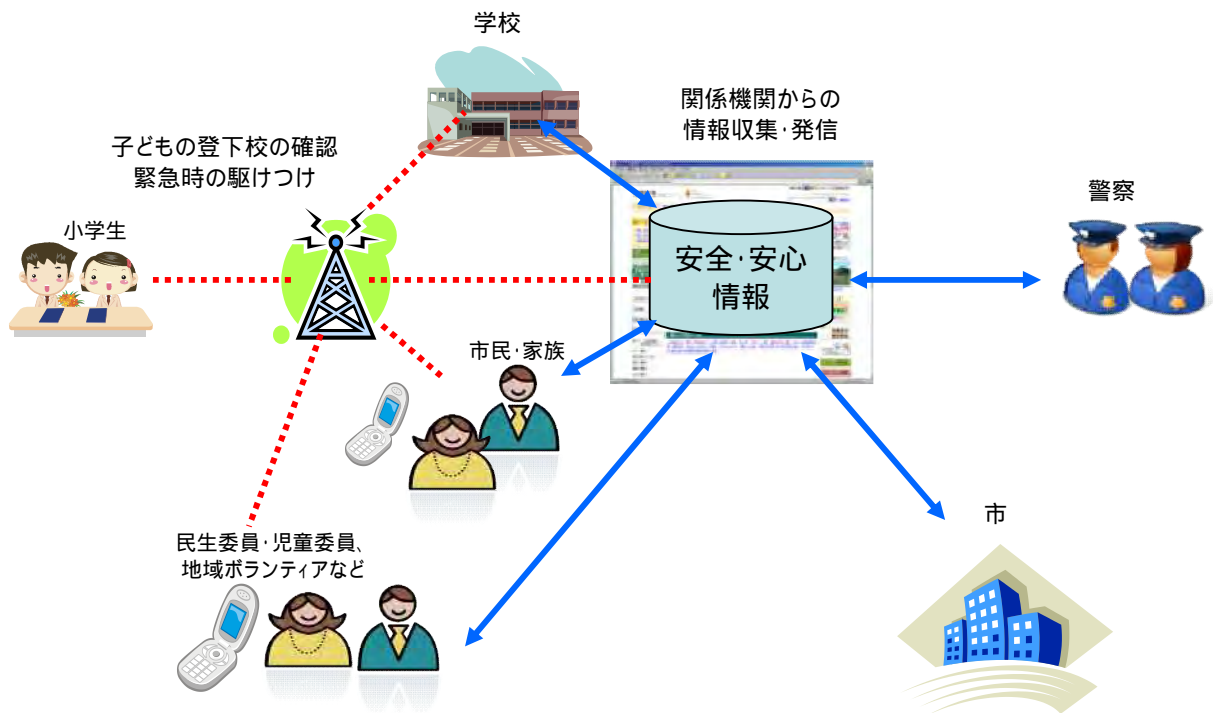 学校
関係機関からの
情報収集･発信
子どもの登下校の確認
緊急時の駆けつけ
警察
小学生
安全･安心
情報
市民･家族
市
民生委員･児童委員、
地域ボランティアなど